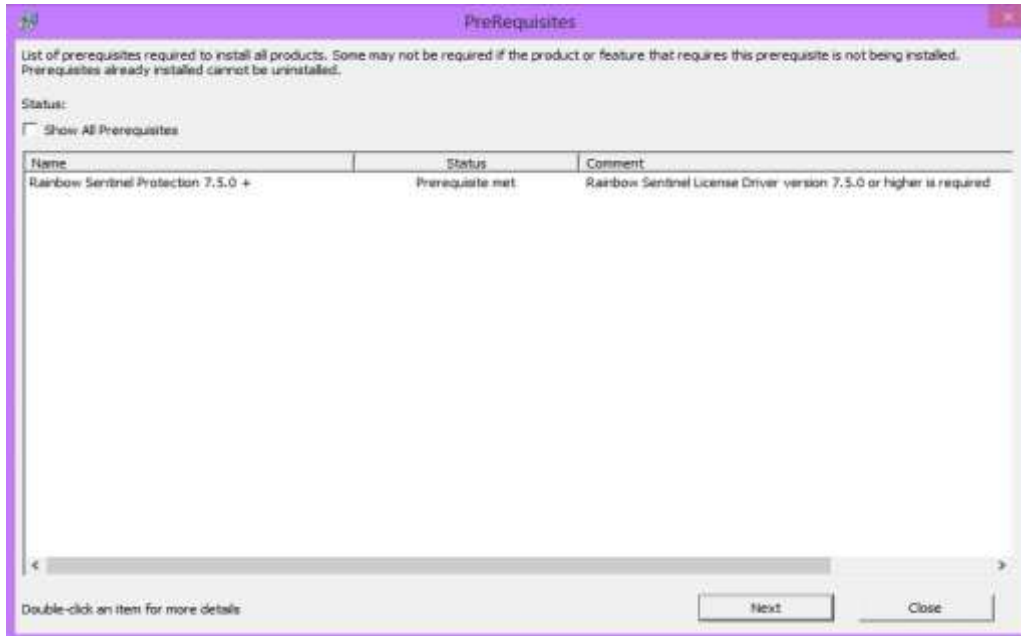 PreRequisites
List of prerequisites required to install all products. Some may not be required if the product or feature that requires this prerequisite is not being installed.
Prerequisites already installed cannot be uninstalled.
Status:
Show All Prerequisites
Name Status Comment
Rainbow Sentinel Protection 7.5.0 + Prerequisite met Rainbow Sentinel License Driver version 7.5.0 or higher is required
Double-click an item for more details
Next Close